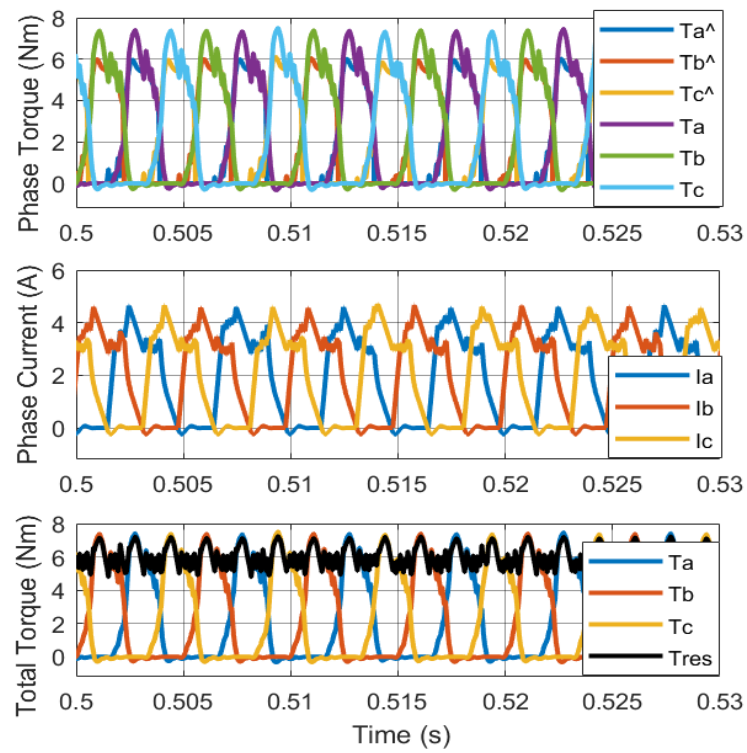 Phase Torque (Nm)
8
6
4
2
0
Ta^
Tb^
Tc^
Ta
Tb
Tc
0.5 0.505 0.51 0.515 0.52 0.525 0.53
Phase Current (A)
6
4
2
0
Ia
Ib
Ic
0.5 0.505 0.51 0.515 0.52 0.525 0.53
Total Torque (Nm)
8
6
4
2
0
Ta
Tb
Tc
Tres
0.5 0.505 0.51 0.515 0.52 0.525 0.53
Time (s)